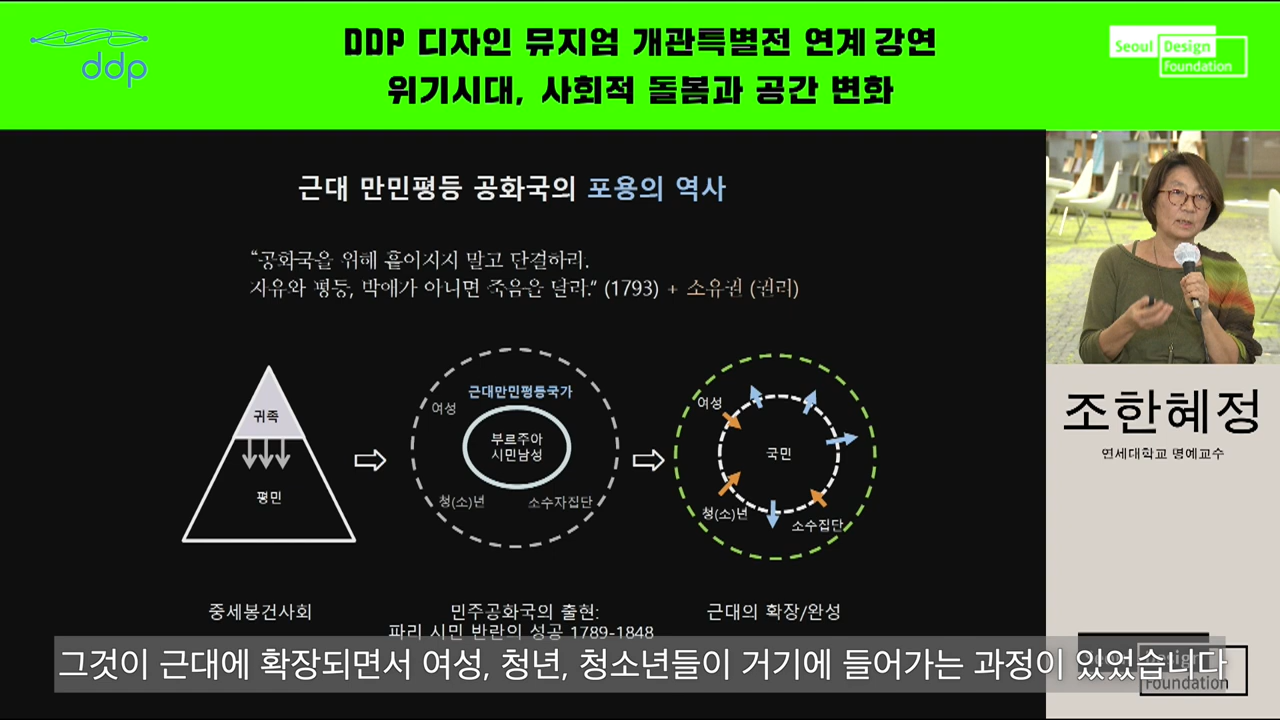 ddp
DDP 디자인 뮤지엄 개관특별전 연계 강연
위기시대, 사회적 돌봄과 공간 변화
Seoul Design
Foundation
근대 만민평등 공화국의 포용의 역사
“공화국을 위해 흩어지지 말고 단결하라.
자유와 평등, 박애가 아니면 죽음을 달라.” (1793) + 소유권 (권리)
귀족
평민
중세봉건사회
근대만민평등국가
여성
부르주아
시민남성
청(소)년
소수자집단
민주공화국의 출현:
파리 시민 반란의 성공 1789-1848
여성
국민
청(소)년
소수집단
근대의 확장/완성
조한혜정
연세대학교 명예교수
그것이 근대에 확장되면서 여성, 청년, 청소년들이 거기에 들어가는 과정이 있었습니다
Seoul Design
Foundation